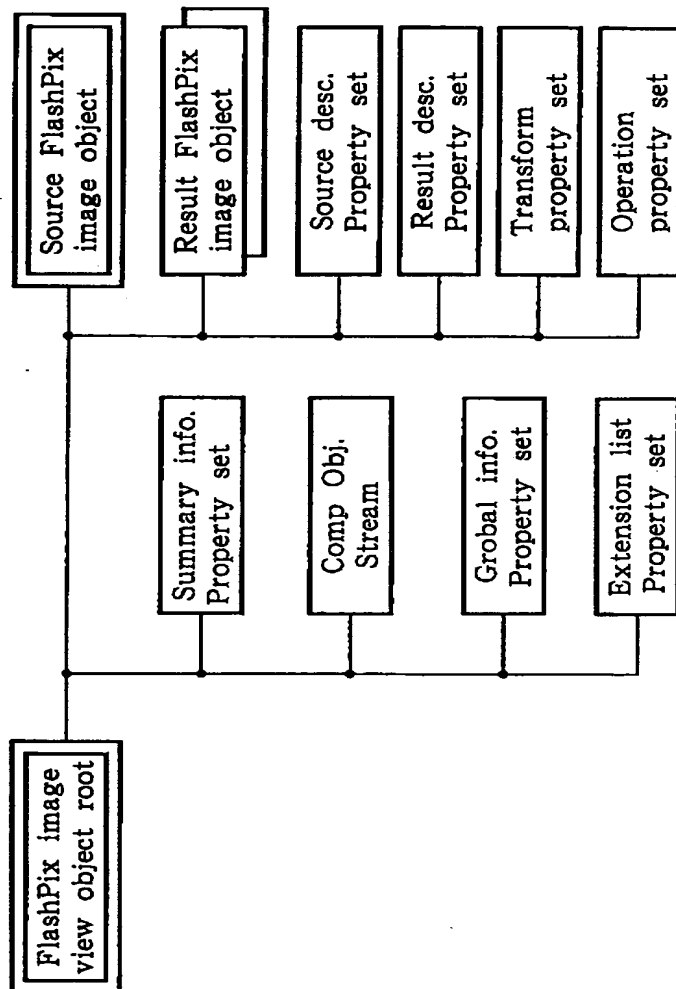 FlashPix image
view object root
Summary info.
Property set
Comp Obj.
Stream
Grobal info.
Property set
Extension list
Property set
Source FlashPix
image object
Result FlashPix
image object
Source desc.
Property set
Result desc.
Property set
Transform
property set
Operation
property set